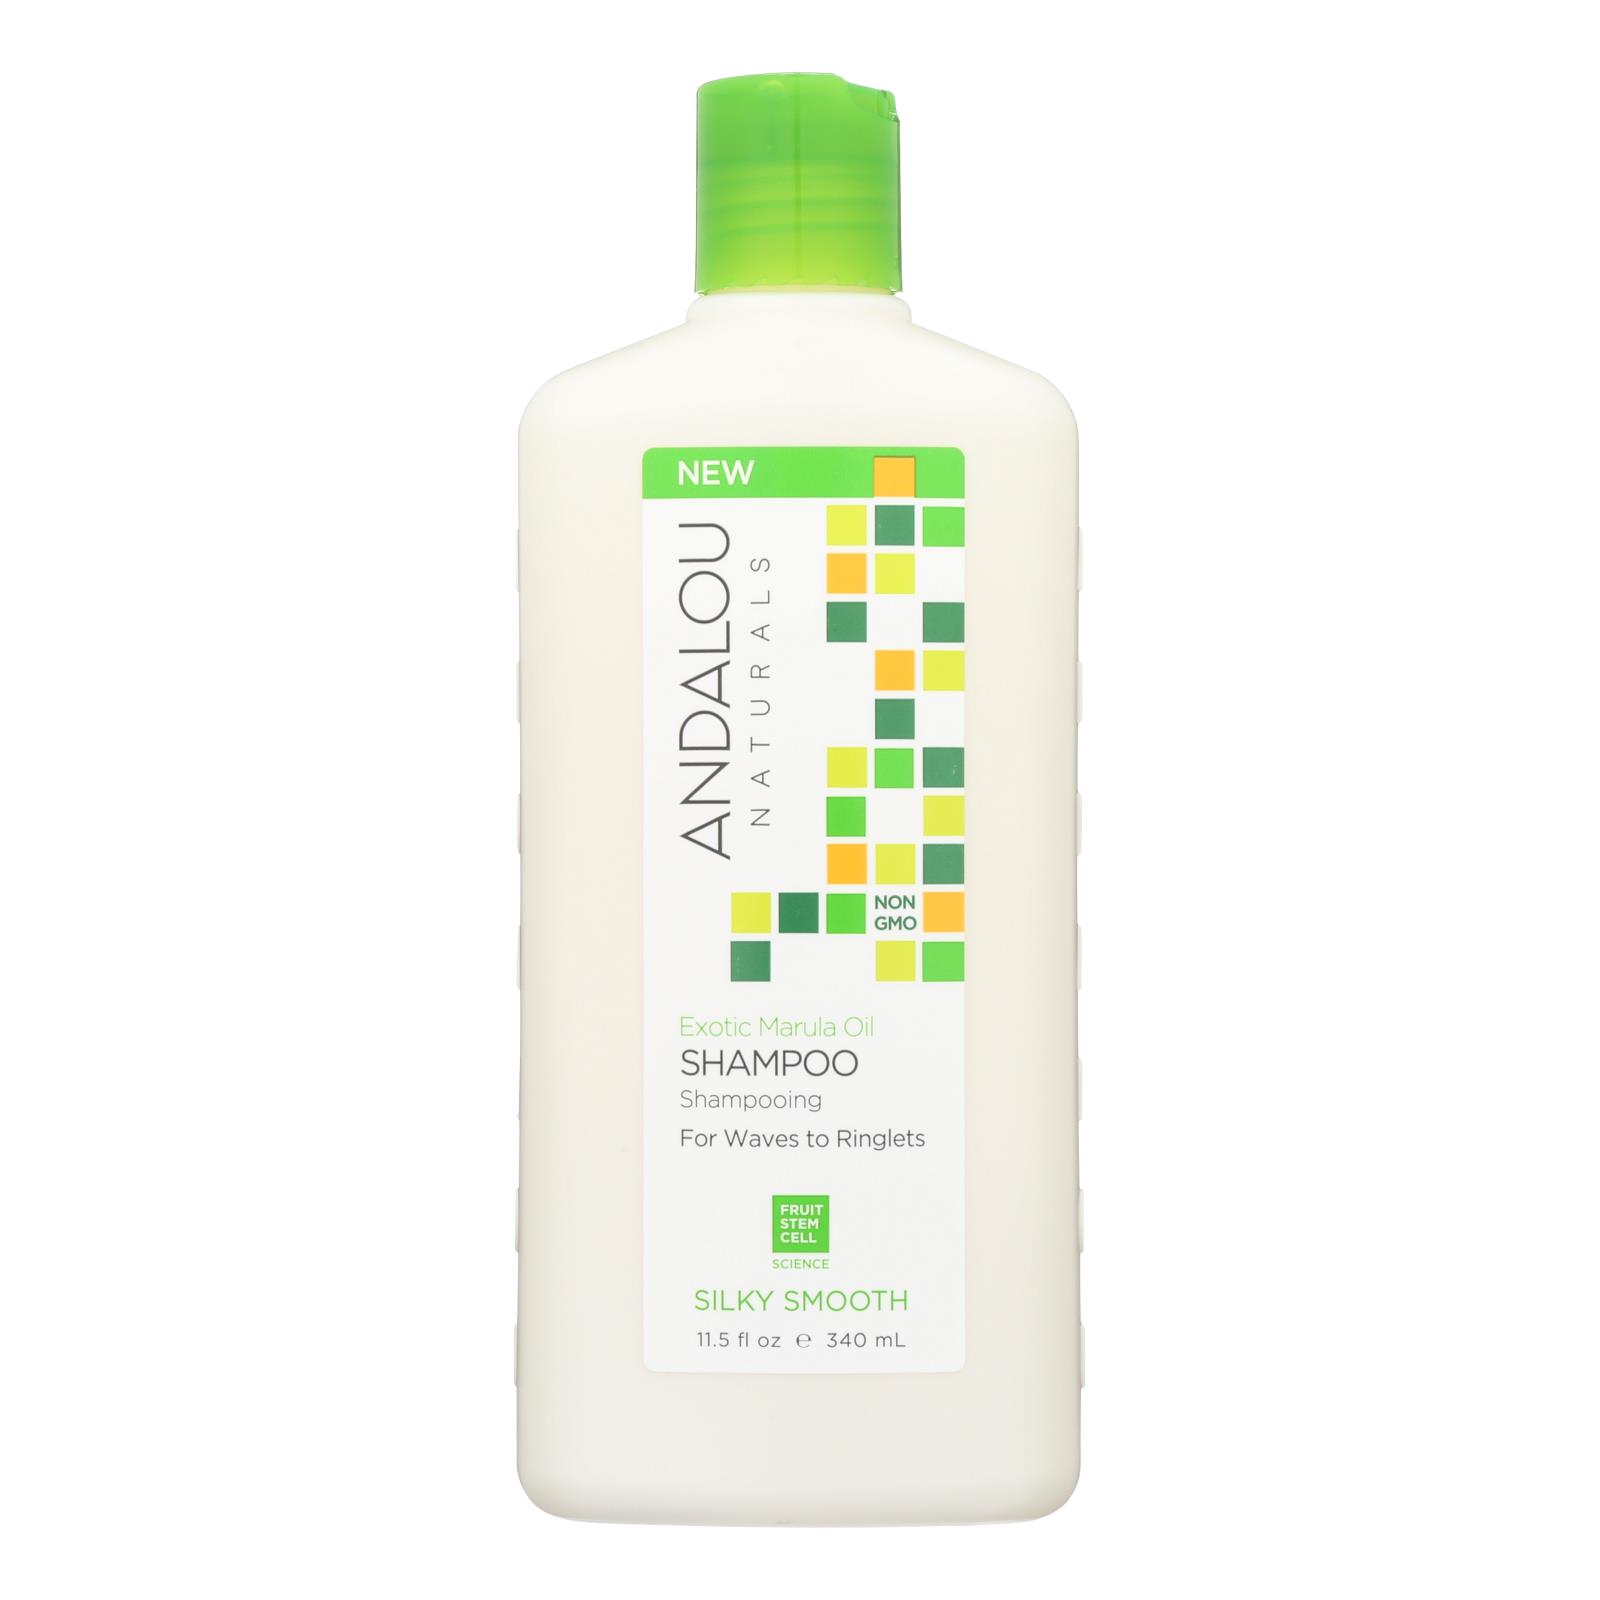 NEW
ANDALOU
NATURALS
NON
GMO
Exotic Marula Oil
SHAMPOO
Shampooing
For Waves to Ringlets
FRUIT
STEM
CELL
SCIENCE
SILKY SMOOTH
11.5 fl oz ℮ 340 mL